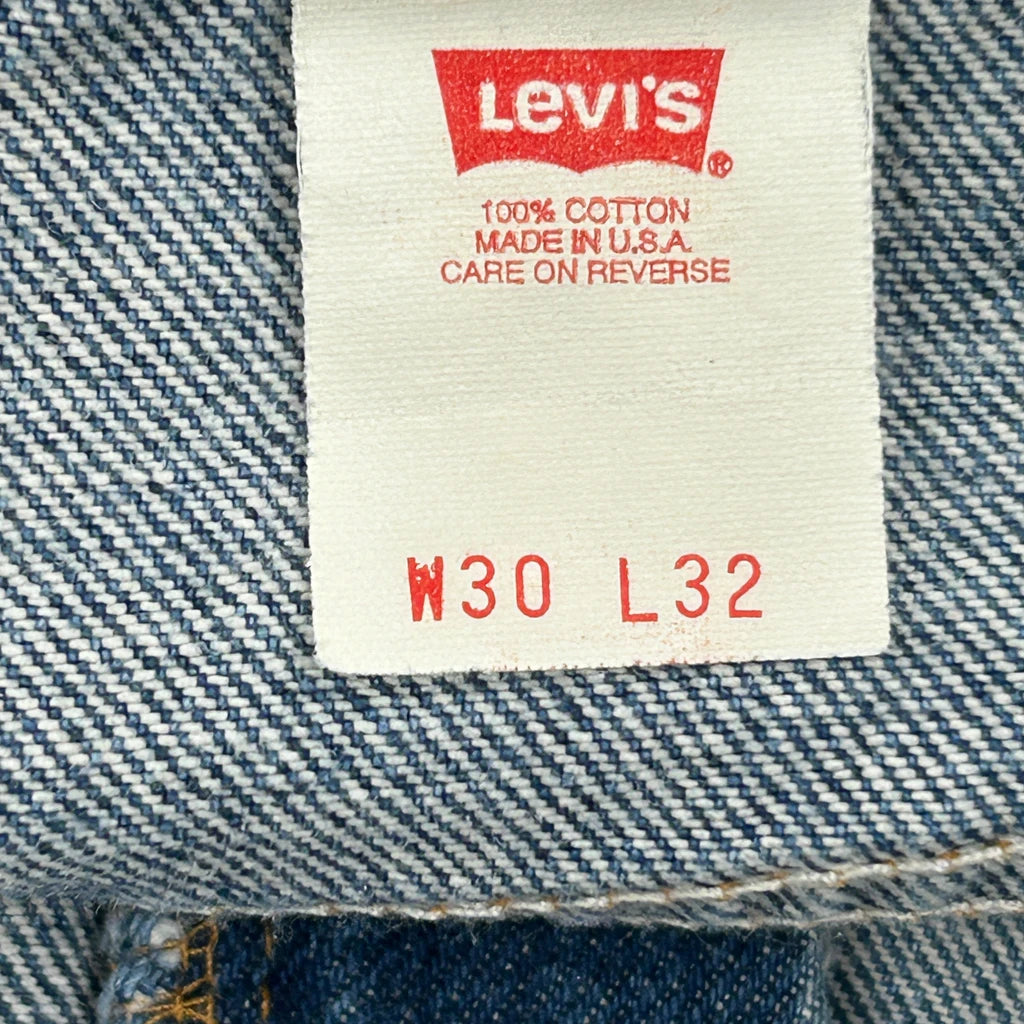 Levi's
®
100% COTTON
MADE IN U.S.A.
CARE ON REVERSE
W30 L32